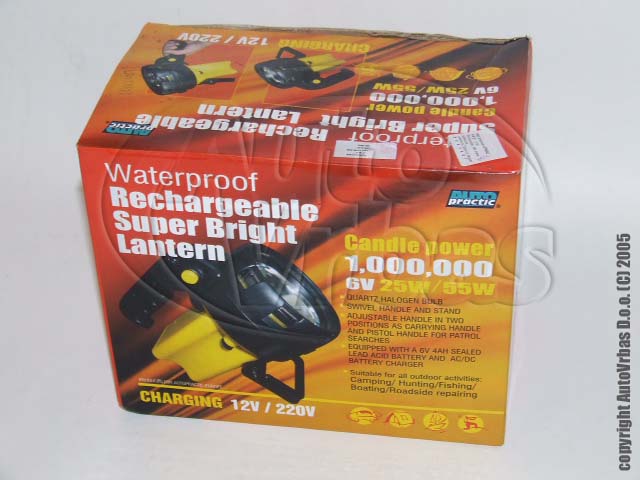 CHARGING
12V / 220V
6V 25W/55W
1,000,000
Candle power
Super Bright
Lantern
Rechargeable
AUTO
practic
Waterproof
Rechargeable
Super Bright
Lantern
AUTO
practic
Candle power
1,000,000
6V 25W/55W
• QUARTZ HALOGEN BULB
• SWIVEL HANDLE AND STAND
• ADJUSTABLE HANDLE IN TWO
POSITIONS AS CARRYING HANDLE
AND PISTOL HANDLE FOR PATROL
SEARCHES
• EQUIPPED WITH A 6V 4AH SEALED
LEAD ACID BATTERY AND AC/DC
BATTERY CHARGER
• Suitable for all outdoor activities:
Camping/ Hunting/Fishing/
Boating/Roadside repairing
CHARGING 12V / 220V
Auto Vrbas
copyright AutoVrbas D.o.o. (C) 2005